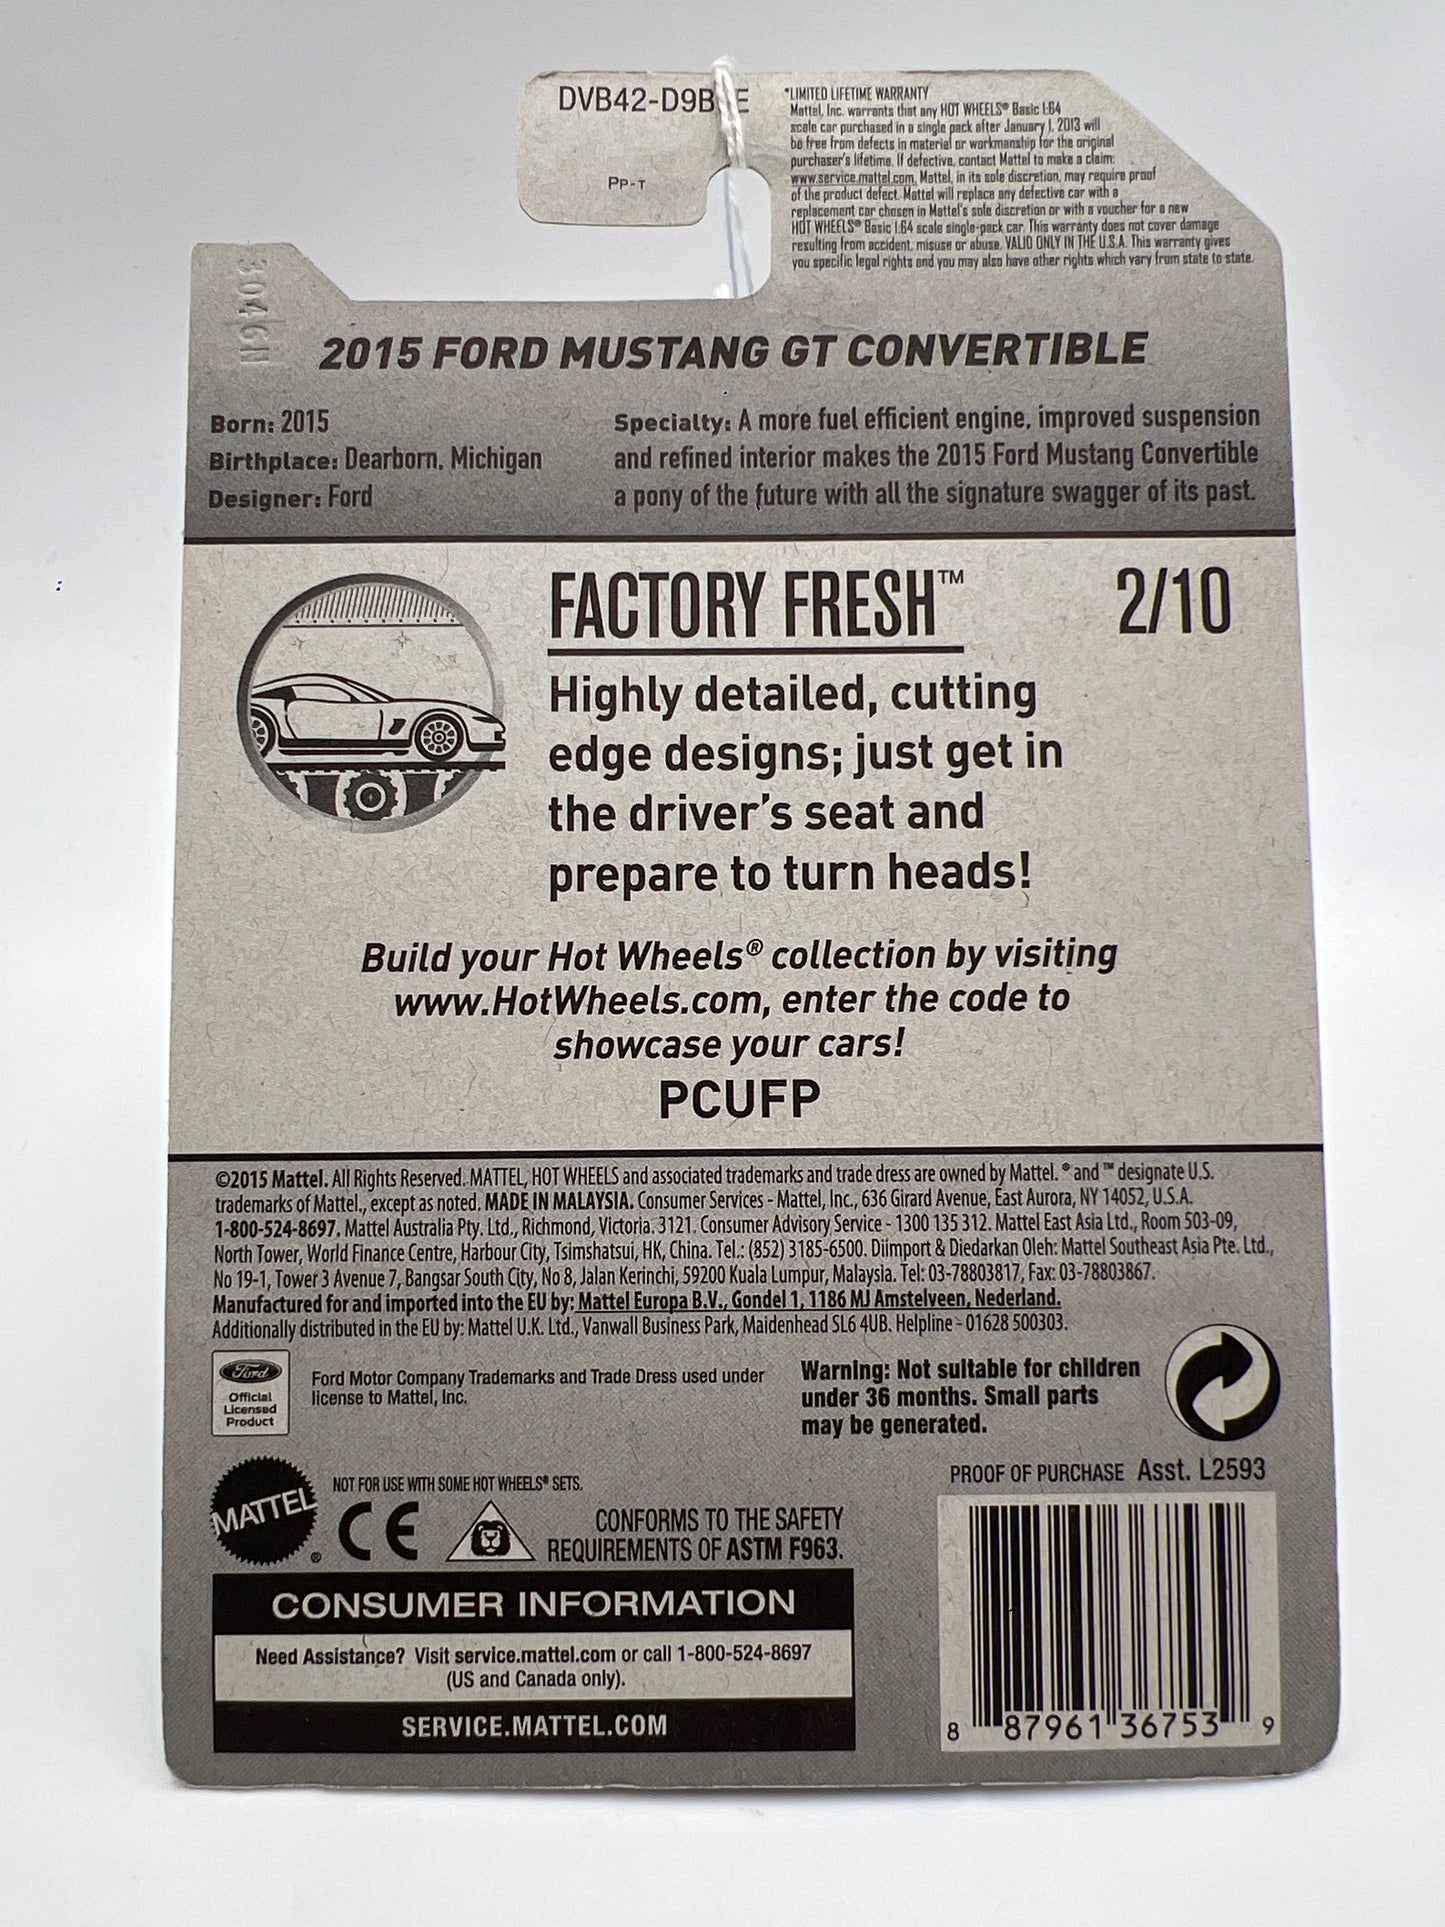 DVB42-D9B
Pp-T
*LIMITED LIFETIME WARRANTY
Mattel, Inc. warrants that any HOT WHEELS® Basic 1:64
scale car purchased in a single pack after January 1, 2013 will
be free from defects in material or workmanship for the original
purchaser's lifetime. If defective, contact Mattel to make a claim:
www.service.mattel.com. Mattel, in its sole discretion, may require proof
of the product defect. Mattel will replace any defective car with a
replacement car chosen in Mattel's sole discretion or with a voucher for a new
HOT WHEELS® Basic 1:64 scale single-pack car. This warranty does not cover damage
resulting from accident, misuse or abuse. VALID ONLY IN THE U.S.A. This warranty gives
you specific legal rights and you may also have other rights which vary from state to state.
2015 FORD MUSTANG GT CONVERTIBLE
Born: 2015
Birthplace: Dearborn, Michigan
Designer: Ford
Specialty: A more fuel efficient engine, improved suspension
and refined interior makes the 2015 Ford Mustang Convertible
a pony of the future with all the signature swagger of its past.
FACTORY FRESH™ 2/10
Highly detailed, cutting
edge designs; just get in
the driver's seat and
prepare to turn heads!
Build your Hot Wheels® collection by visiting
www.HotWheels.com, enter the code to
showcase your cars!
PCUFP
©2015 Mattel. All Rights Reserved. MATTEL, HOT WHEELS and associated trademarks and trade dress are owned by Mattel. ® and ™ designate U.S.
trademarks of Mattel., except as noted. MADE IN MALAYSIA. Consumer Services - Mattel, Inc., 636 Girard Avenue, East Aurora, NY 14052, U.S.A.
1-800-524-8697. Mattel Australia Pty. Ltd., Richmond, Victoria. 3121. Consumer Advisory Service - 1300 135 312. Mattel East Asia Ltd., Room 503-09,
North Tower, World Finance Centre, Harbour City, Tsimshatsui, HK, China. Tel.: (852) 3185-6500. Diimport & Diedarkan Oleh: Mattel Southeast Asia Pte. Ltd.,
No 19-1, Tower 3 Avenue 7, Bangsar South City, No 8, Jalan Kerinchi, 59200 Kuala Lumpur, Malaysia. Tel: 03-78803817, Fax: 03-78803867.
Manufactured for and imported into the EU by: Mattel Europa B.V., Gondel 1, 1186 MJ Amstelveen, Nederland.
Additionally distributed in the EU by: Mattel U.K. Ltd., Vanwall Business Park, Maidenhead SL6 4UB. Helpline - 01628 500303.
Ford
Official
Licensed
Product
Ford Motor Company Trademarks and Trade Dress used under
license to Mattel, Inc.
Warning: Not suitable for children
under 36 months. Small parts
may be generated.
PROOF OF PURCHASE Asst. L2593
MATTEL®
NOT FOR USE WITH SOME HOT WHEELS® SETS.
CE
CONFORMS TO THE SAFETY
REQUIREMENTS OF ASTM F963.
CONSUMER INFORMATION
Need Assistance? Visit service.mattel.com or call 1-800-524-8697
(US and Canada only).
SERVICE.MATTEL.COM
8 87961 36753 9